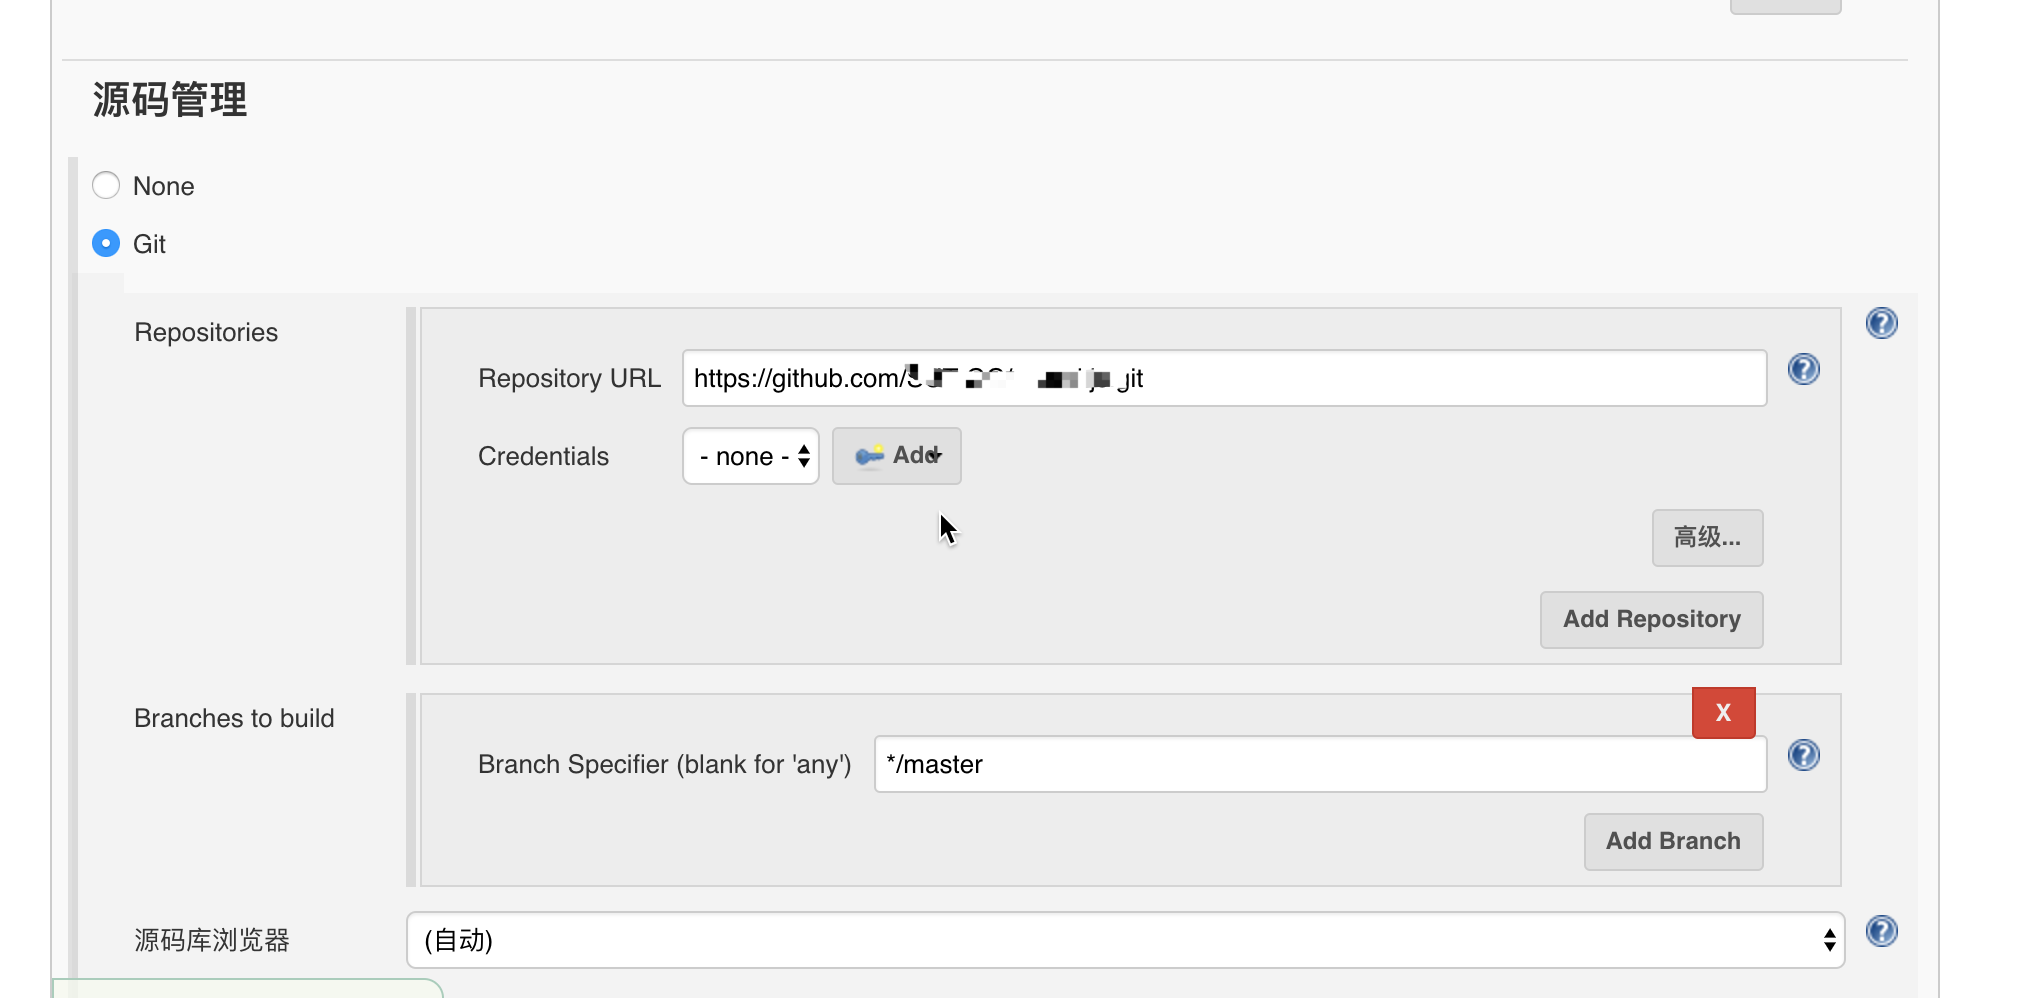 源码管理
None
Git
Repositories
Repository URL https://github.com/ git
Credentials - none - Add
高级...
Add Repository
Branches to build
X
Branch Specifier (blank for 'any') */master
Add Branch
源码库浏览器 (自动)